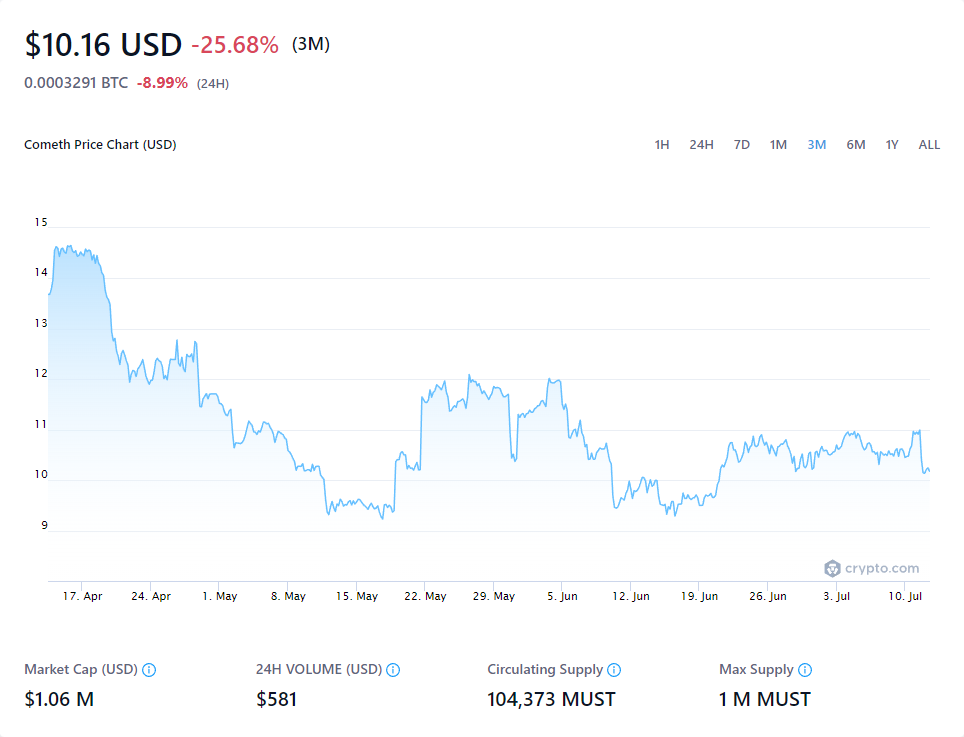 $10.16 USD -25.68% (3M)
0.0003291 BTC -8.99% (24H)
Cometh Price Chart (USD)
1H 24H 7D 1M 3M 6M 1Y ALL
15
14
13
12
11
10
9
crypto.com
17. Apr 24. Apr 1. May 8. May 15. May 22. May 29. May 5. Jun 12. Jun 19. Jun 26. Jun 3. Jul 10. Jul
Market Cap (USD) 24H VOLUME (USD) Circulating Supply Max Supply
$1.06 M $581 104,373 MUST 1 M MUST